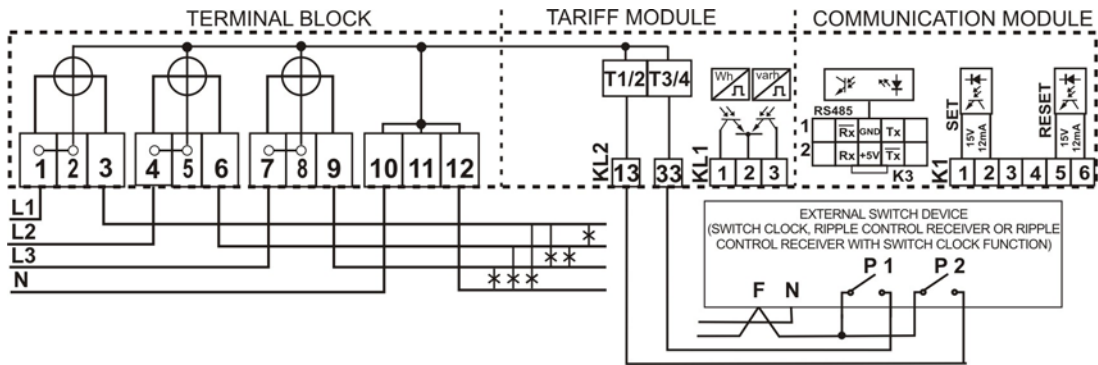 TERMINAL BLOCK
TARIFF MODULE
COMMUNICATION MODULE
T1/2 T3/4
Wh varh
RS485
1 R̅x̅ GND Tx
2 Rx +5V T̅x̅
K3
SET
15V
12mA
RESET
15V
12mA
1 2 3 4 5 6 7 8 9 10 11 12
KL2 13 33
KL1 1 2 3
K1 1 2 3 4 5 6
L1
L2
L3
N
EXTERNAL SWITCH DEVICE
(SWITCH CLOCK, RIPPLE CONTROL RECEIVER OR RIPPLE
CONTROL RECEIVER WITH SWITCH CLOCK FUNCTION)
P 1 P 2
F N